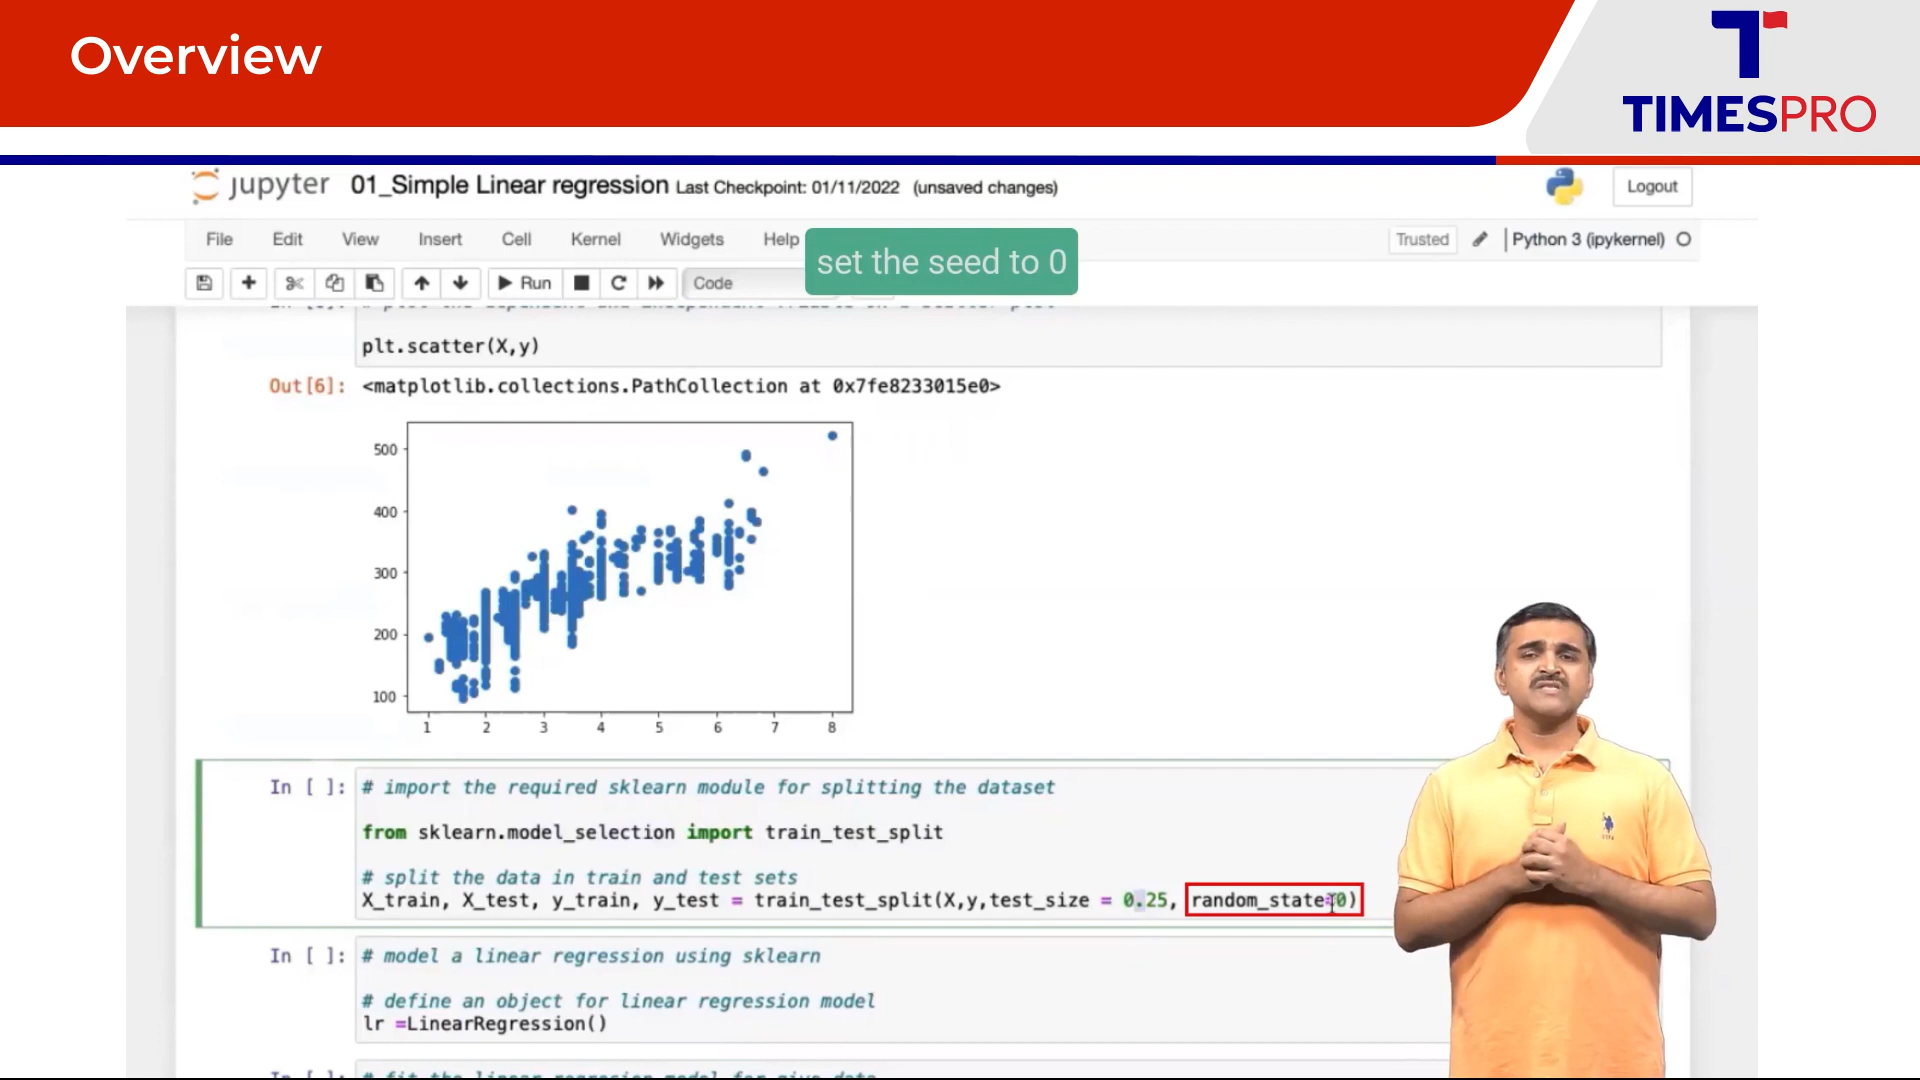 Overview
TIMESPRO
jupyter 01_Simple Linear regression Last Checkpoint: 01/11/2022 (unsaved changes)
Logout
File Edit View Insert Cell Kernel Widgets Help
Trusted Python 3 (ipykernel)
set the seed to 0
Run Code
plt.scatter(X,y)
Out[6]: <matplotlib.collections.PathCollection at 0x7fe8233015e0>
500
400
300
200
100
1 2 3 4 5 6 7 8
In [ ]: # import the required sklearn module for splitting the dataset
from sklearn.model_selection import train_test_split
# split the data in train and test sets
X_train, X_test, y_train, y_test = train_test_split(X,y,test_size = 0.25, random_state=0)
In [ ]: # model a linear regression using sklearn
# define an object for linear regression model
lr =LinearRegression()